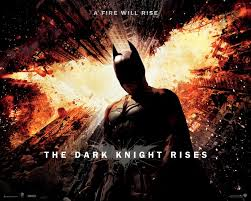 A FIRE WILL RISE
THE DARK KNIGHT RISES